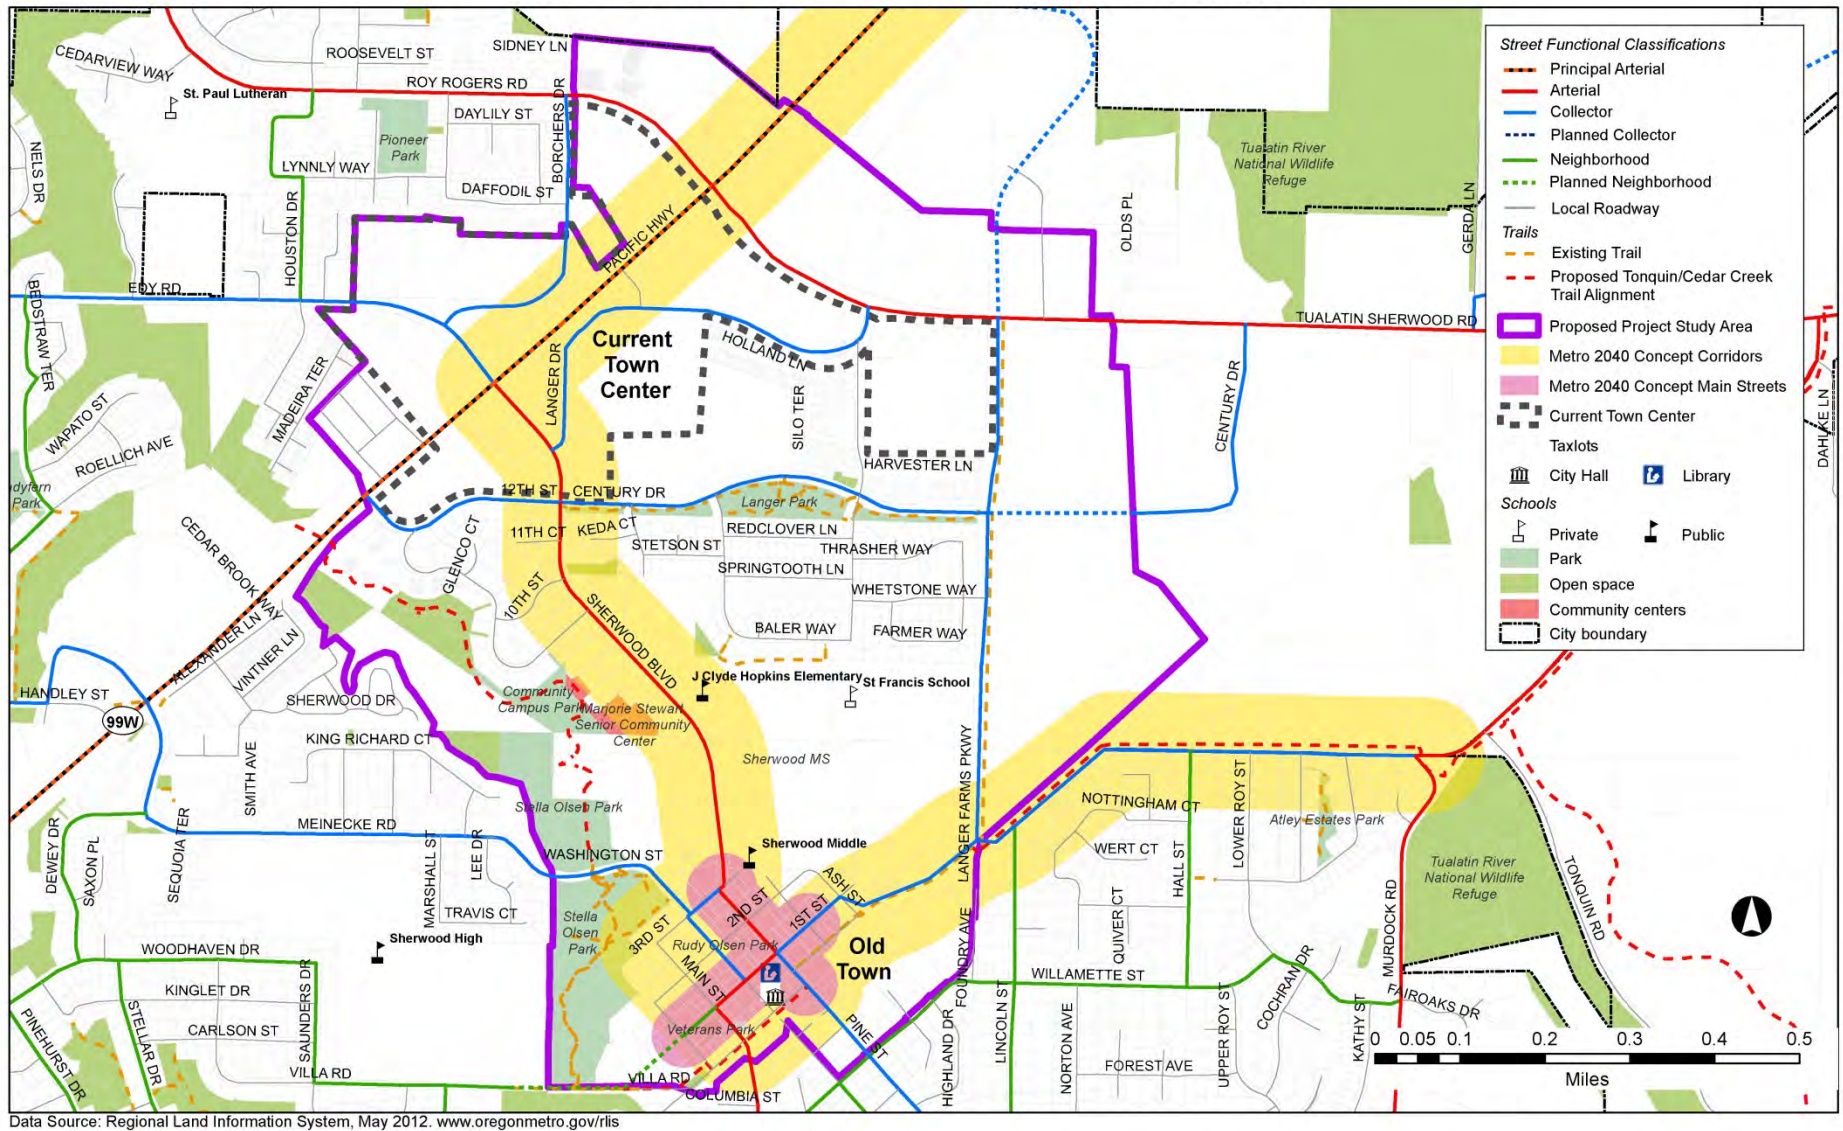 SIDNEY LN
ROOSEVELT ST
CEDARVIEW WAY
ROY ROGERS RD
St. Paul Lutheran
DAYLILY ST
BORCHERS DR
Pioneer
Park
NELS DR
LYNNLY WAY
DAFFODIL ST
HOUSTON DR
PACIFIC HWY
OLDS PL
Tualatin River
National Wildlife
Refuge
GERDA LN
EDY RD
BEDSTRAW TER
TUALATIN SHERWOOD RD
Current
Town
Center
HOLLAND LN
LANGER DR
MADEIRA TER
SILO TER
CENTURY DR
WAPATO ST
ROELLICH AVE
HARVESTER LN
DAHLKE LN
adyfern
Park
12TH ST
CENTURY DR
Langer Park
11TH CT
KEDA CT
REDCLOVER LN
STETSON ST
THRASHER WAY
GLENCO CT
CEDAR BROOK WAY
SPRINGTOOTH LN
10TH ST
WHETSTONE WAY
SHERWOOD BLVD
BALER WAY
FARMER WAY
ALEXANDER LN
VINTNER LN
HANDLEY ST
99W
SHERWOOD DR
Community
Campus Park
J Clyde Hopkins Elementary
St Francis School
Marjorie Stewart
Senior Community
Center
KING RICHARD CT
SMITH AVE
Sherwood MS
LANGER FARMS PKWY
Stella Olsen Park
NOTTINGHAM CT
LOWER ROY ST
Atley Estates Park
MEINECKE RD
SEQUOIA TER
DEWEY DR
SAXON PL
MARSHALL ST
LEE DR
WASHINGTON ST
Sherwood Middle
WERT CT
HALL ST
Tualatin River
National Wildlife
Refuge
TONQUIN RD
ASH ST
2ND ST
1ST ST
TRAVIS CT
QUIVER CT
MURDOCK RD
Stella
Olsen
Park
3RD ST
Rudy Olsen Park
Old
Town
FOUNDRY AVE
Sherwood High
WOODHAVEN DR
MAIN ST
WILLAMETTE ST
COCHRAN DR
KINGLET DR
SAUNDERS DR
FAIROAKS DR
CARLSON ST
STELLAR DR
PINEHURST DR
Veterans Park
PINE ST
HIGHLAND DR
LINCOLN ST
NORTON AVE
UPPER ROY ST
KATHY ST
FOREST AVE
VILLA RD
VILLA RD
COLUMBIA ST
Street Functional Classifications
Principal Arterial
Arterial
Collector
Planned Collector
Neighborhood
Planned Neighborhood
Local Roadway
Trails
Existing Trail
Proposed Tonquin/Cedar Creek
Trail Alignment
Proposed Project Study Area
Metro 2040 Concept Corridors
Metro 2040 Concept Main Streets
Current Town Center
Taxlots
City Hall
Library
Schools
Private
Public
Park
Open space
Community centers
City boundary
0 0.05 0.1 0.2 0.3 0.4 0.5
Miles
Data Source: Regional Land Information System, May 2012. www.oregonmetro.gov/rlis